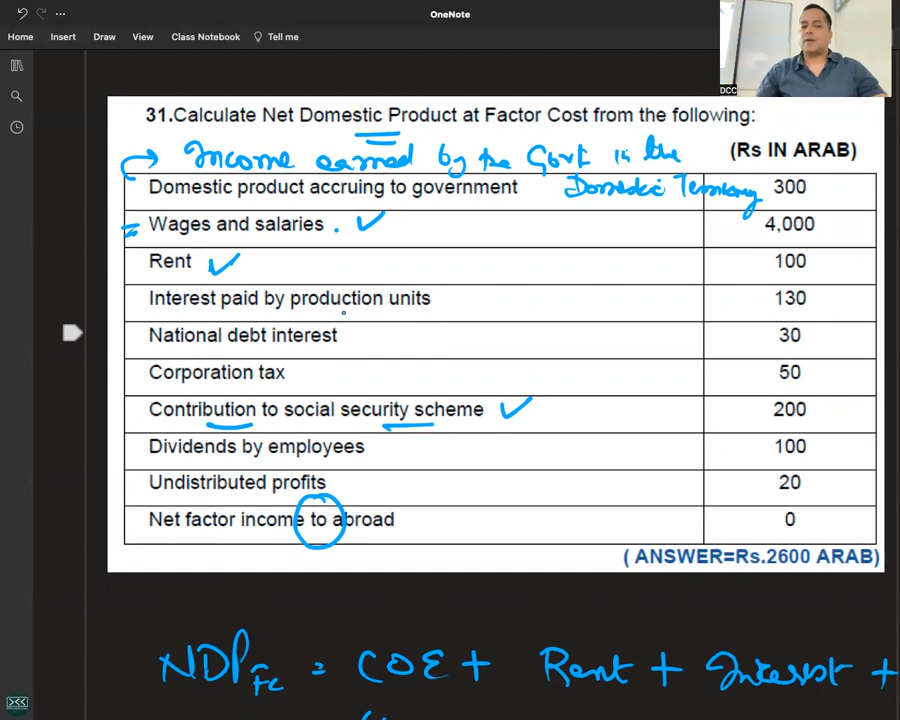 OneNote
Home Insert Draw View Class Notebook Tell me
DCC
31.Calculate Net Domestic Product at Factor Cost from the following:
(Rs IN ARAB)
Income earned by the Govt in the
Domestic Territory
Domestic product accruing to government 300
Wages and salaries 4,000
Rent 100
Interest paid by production units 130
National debt interest 30
Corporation tax 50
Contribution to social security scheme 200
Dividends by employees 100
Undistributed profits 20
Net factor income to abroad 0
( ANSWER=Rs.2600 ARAB)
NDPFC = COE + Rent + Interest +